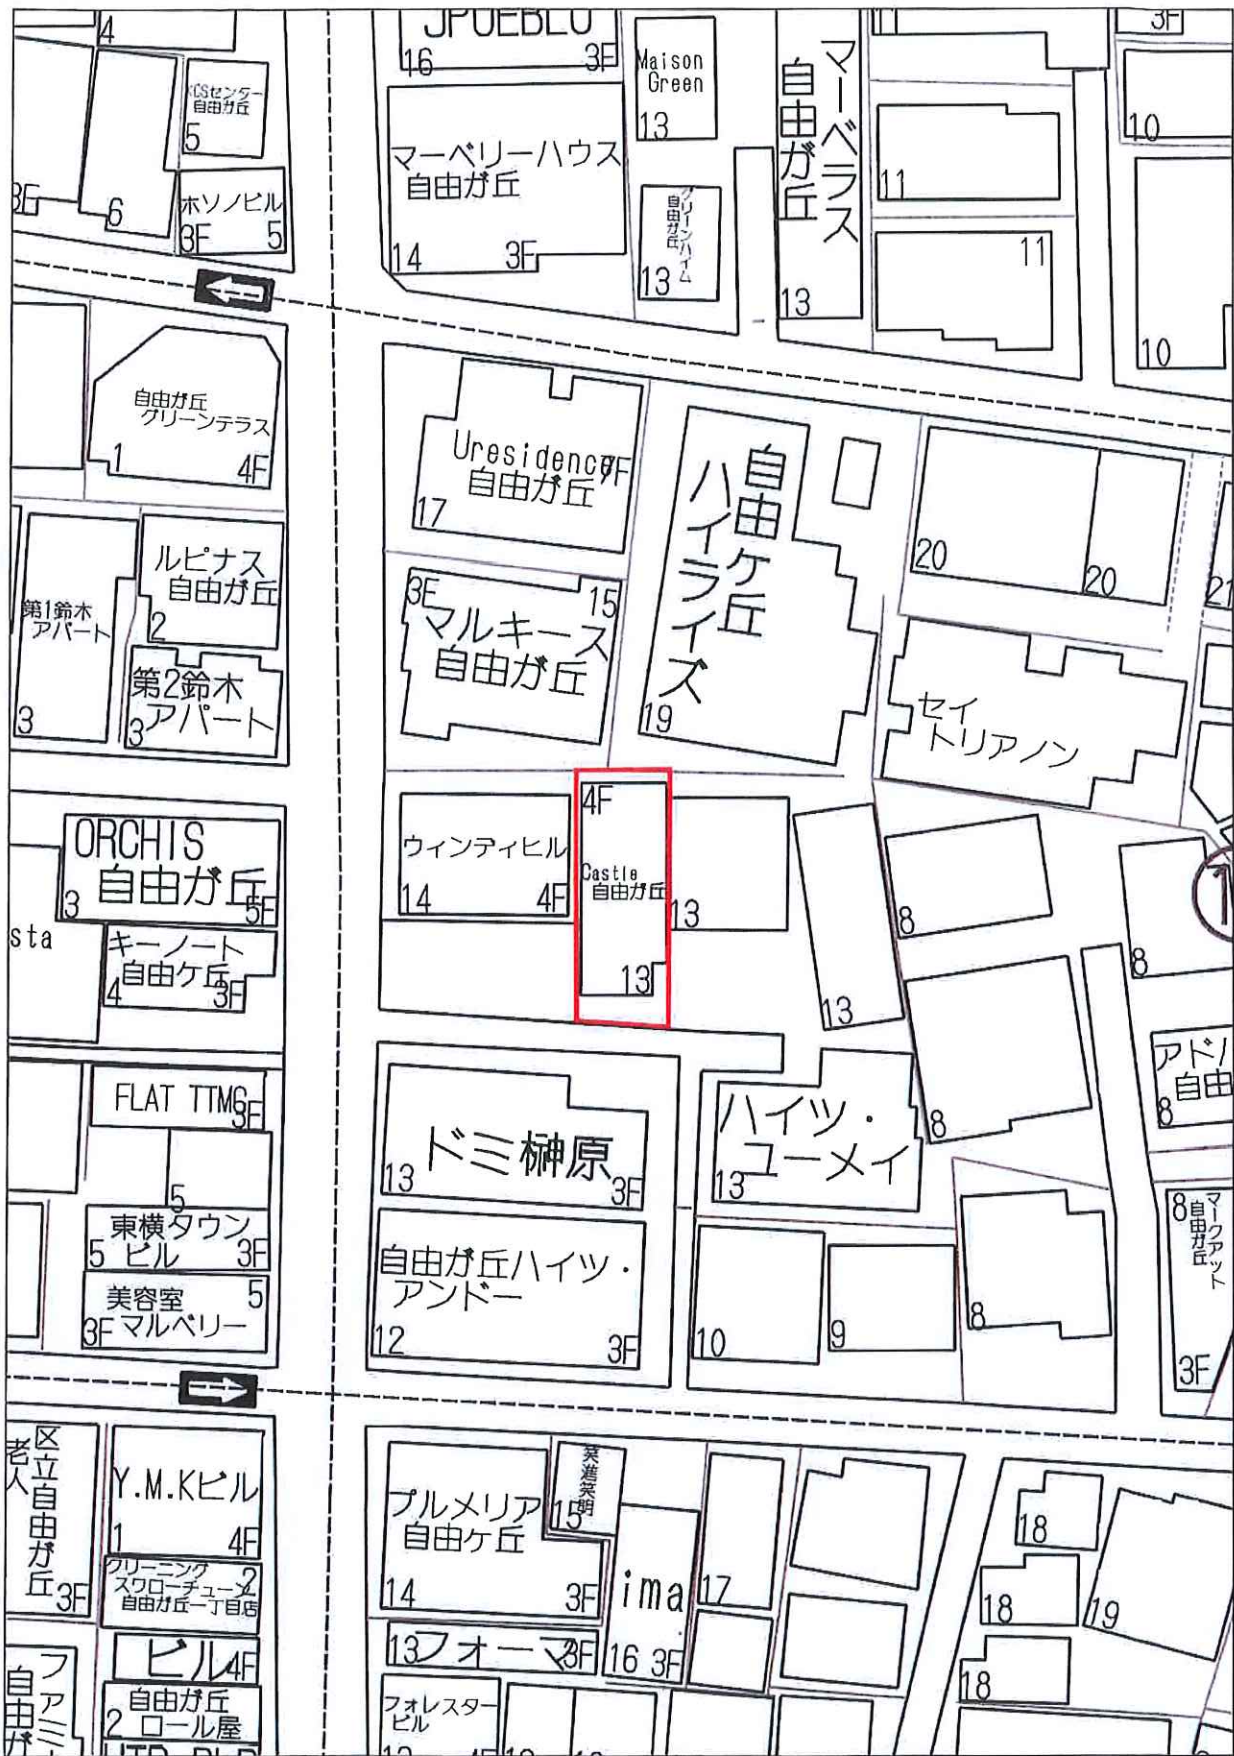 4
JPUEBLO
16 3F
Maison
Green
13
マーベラス
自由が丘
13
11
3F
KCSセンター
自由が丘
5
マーベリーハウス
自由が丘
14 3F
グリーンハイム
自由が丘
13
11
10
3F
6
ホソノビル
3F 5
11
10
自由が丘
グリーンテラス
1 4F
Uresidence
自由が丘
17
自由ケ丘
ハイライズ
19
20
20
21
第1鈴木
アパート
3
ルピナス
自由が丘
2
第2鈴木
アパート
3
3F 15
マルキース
自由が丘
セイ
トリアノン
ORCHIS
自由が丘
3 5F
ウィンディヒル
14 4F
4F
Castle
自由が丘
13
13
13
8
8
1
sta
キーノート
自由ケ丘
4 3F
FLAT TTMG
3F
ドミ榊原
13 3F
ハイツ・
ユーメイ
13
8
アドバ
自由
8
5
東横タウン
5 ビル 3F
自由が丘ハイツ・
アンドー
12 3F
10
9
8
8
マークアット
自由が丘
3F
美容室 5
3F マルベリー
区立自由が丘
老人
3F
Y.M.Kビル
1 4F
プルメリア
自由ケ丘
14 3F
笑進笑明
15
ima
16 3F
17
18
18
18
19
クリーニング 2
スワローチェーン
自由が丘一丁目店
13 フォーマ 3F
ビル 4F
ファミ
自由が
自由が丘
2 ロール屋
フォレスター
ビル